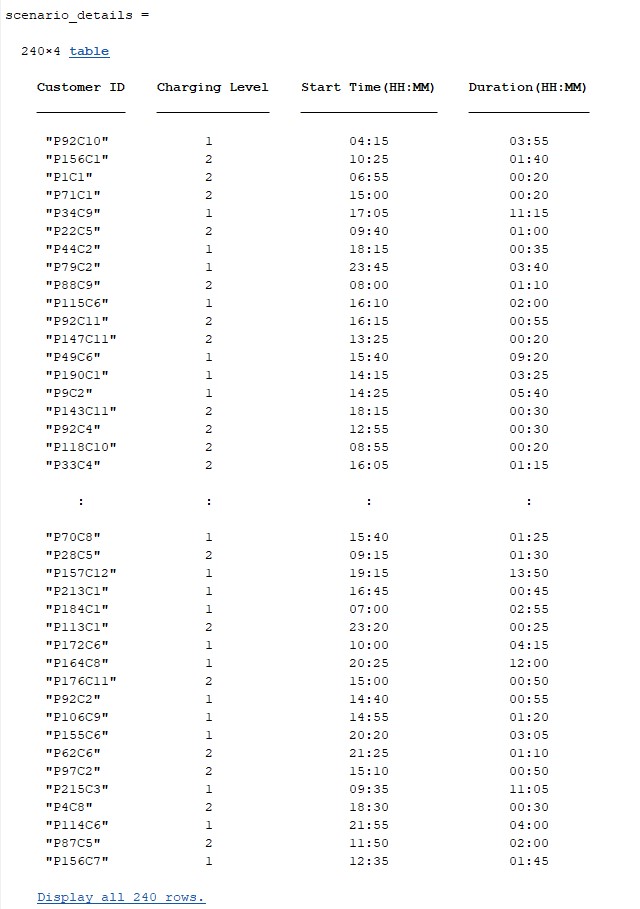 scenario_details =
240×4 table
Customer ID Charging Level Start Time(HH:MM) Duration(HH:MM)
"P92C10" 1 04:15 03:55
"P156C1" 2 10:25 01:40
"P1C1" 2 06:55 00:20
"P71C1" 2 15:00 00:20
"P34C9" 1 17:05 11:15
"P22C5" 2 09:40 01:00
"P44C2" 1 18:15 00:35
"P79C2" 1 23:45 03:40
"P88C9" 2 08:00 01:10
"P115C6" 1 16:10 02:00
"P92C11" 2 16:15 00:55
"P147C11" 2 13:25 00:20
"P49C6" 1 15:40 09:20
"P190C1" 1 14:15 03:25
"P9C2" 1 14:25 05:40
"P143C11" 2 18:15 00:30
"P92C4" 2 12:55 00:30
"P118C10" 2 08:55 00:20
"P33C4" 2 16:05 01:15
: : : :
"P70C8" 1 15:40 01:25
"P28C5" 2 09:15 01:30
"P157C12" 1 19:15 13:50
"P213C1" 1 16:45 00:45
"P184C1" 1 07:00 02:55
"P113C1" 2 23:20 00:25
"P172C6" 1 10:00 04:15
"P164C8" 1 20:25 12:00
"P176C11" 2 15:00 00:50
"P92C2" 1 14:40 00:55
"P106C9" 1 14:55 01:20
"P155C6" 1 20:20 03:05
"P62C6" 2 21:25 01:10
"P97C2" 2 15:10 00:50
"P215C3" 1 09:35 11:05
"P4C8" 2 18:30 00:30
"P114C6" 1 21:55 04:00
"P87C5" 2 11:50 02:00
"P156C7" 1 12:35 01:45
Display all 240 rows.